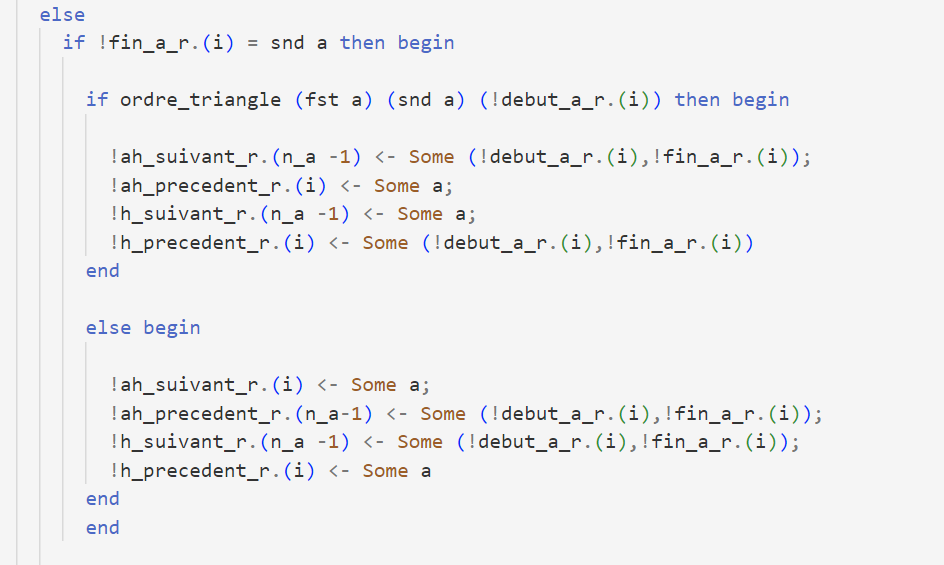 else
if !fin_a_r.(i) = snd a then begin
if ordre_triangle (fst a) (snd a) (!debut_a_r.(i)) then begin
!ah_suivant_r.(n_a -1) <- Some (!debut_a_r.(i),!fin_a_r.(i));
!ah_precedent_r.(i) <- Some a;
!h_suivant_r.(n_a -1) <- Some a;
!h_precedent_r.(i) <- Some (!debut_a_r.(i),!fin_a_r.(i))
end
else begin
!ah_suivant_r.(i) <- Some a;
!ah_precedent_r.(n_a-1) <- Some (!debut_a_r.(i),!fin_a_r.(i));
!h_suivant_r.(n_a -1) <- Some (!debut_a_r.(i),!fin_a_r.(i));
!h_precedent_r.(i) <- Some a
end
end